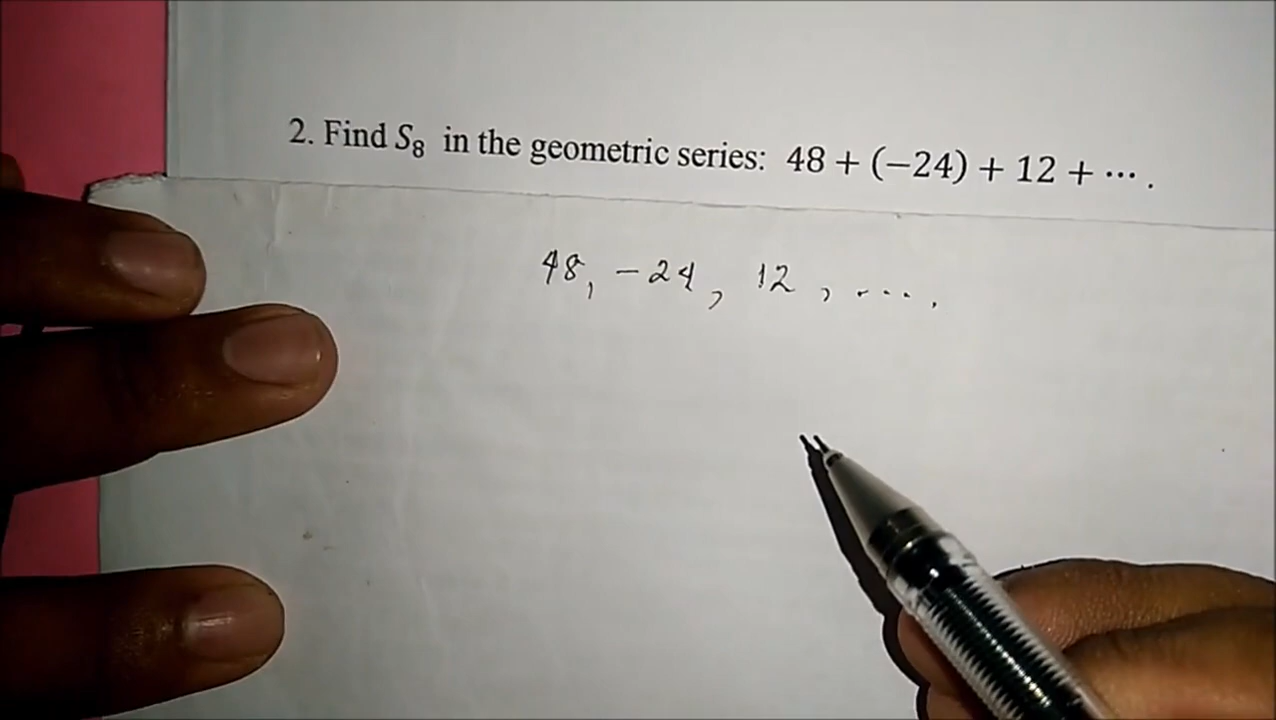 2. Find S₈ in the geometric series: 48 + (−24) + 12 + ⋯ .
48, −24, 12, ....